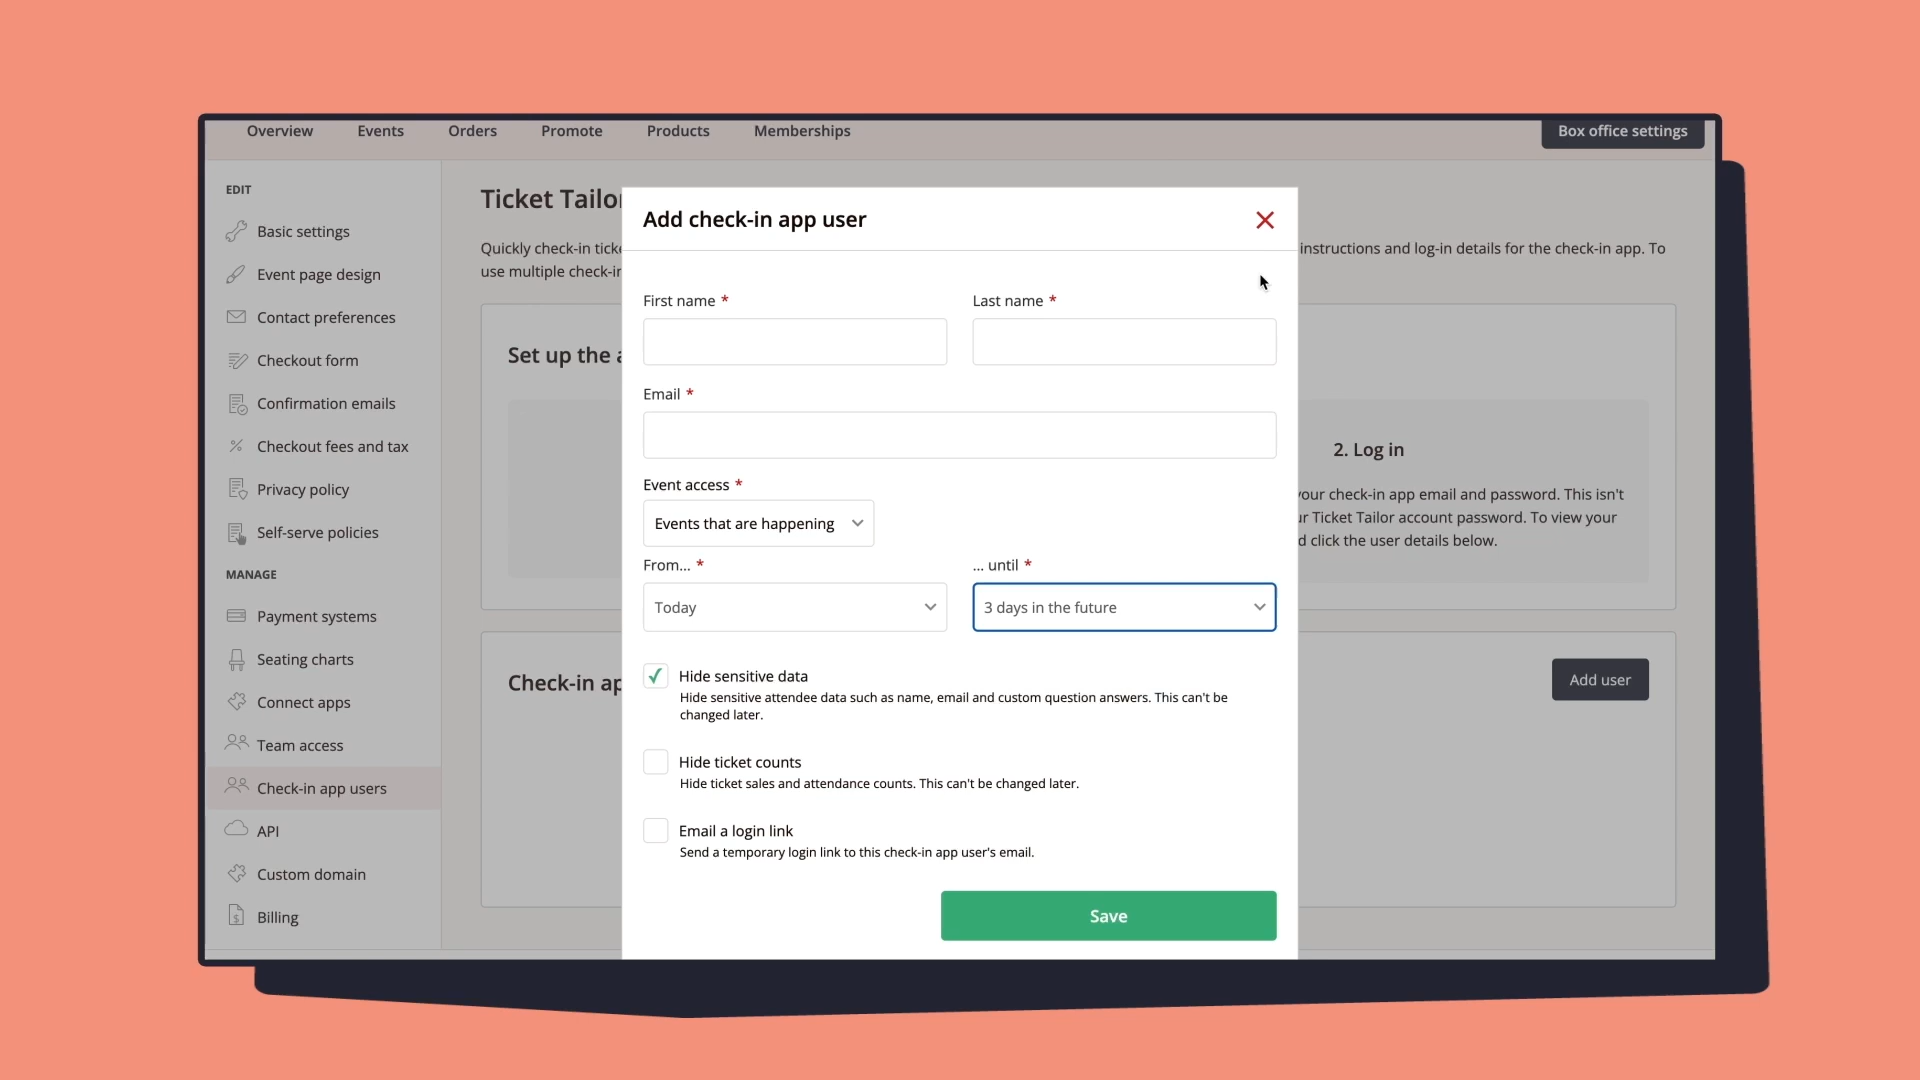 Overview Events Orders Promote Products Memberships Box office settings
EDIT
Basic settings
Event page design
Contact preferences
Checkout form
Confirmation emails
Checkout fees and tax
Privacy policy
Self-serve policies
MANAGE
Payment systems
Seating charts
Connect apps
Team access
Check-in app users
API
Custom domain
Billing
Ticket Tailor
Quickly check-in instructions and log-in details for the check-in app. To
use multiple
Set up the
2. Log in
your check-in app email and password. This isn't
Ticket Tailor account password. To view your
click the user details below.
Check-in
Add user
Add check-in app user
First name *
Last name *
Email *
Event access *
Events that are happening
From... *
... until *
Today
3 days in the future
Hide sensitive data
Hide sensitive attendee data such as name, email and custom question answers. This can't be
changed later.
Hide ticket counts
Hide ticket sales and attendance counts. This can't be changed later.
Email a login link
Send a temporary login link to this check-in app user's email.
Save